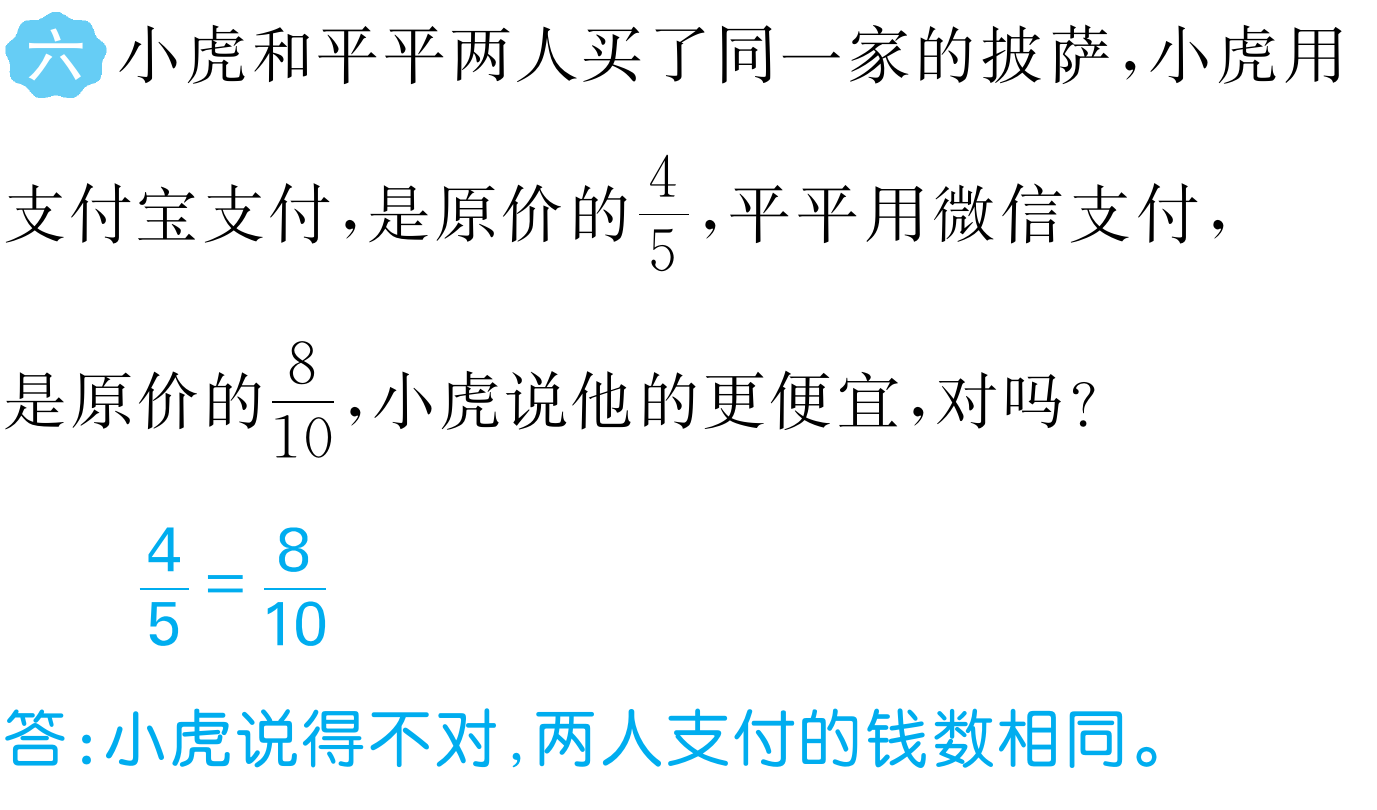 六 小虎和平平两人买了同一家的披萨,小虎用
支付宝支付,是原价的4/5,平平用微信支付,
是原价的8/10,小虎说他的更便宜,对吗?
4/5=8/10
答:小虎说得不对,两人支付的钱数相同。